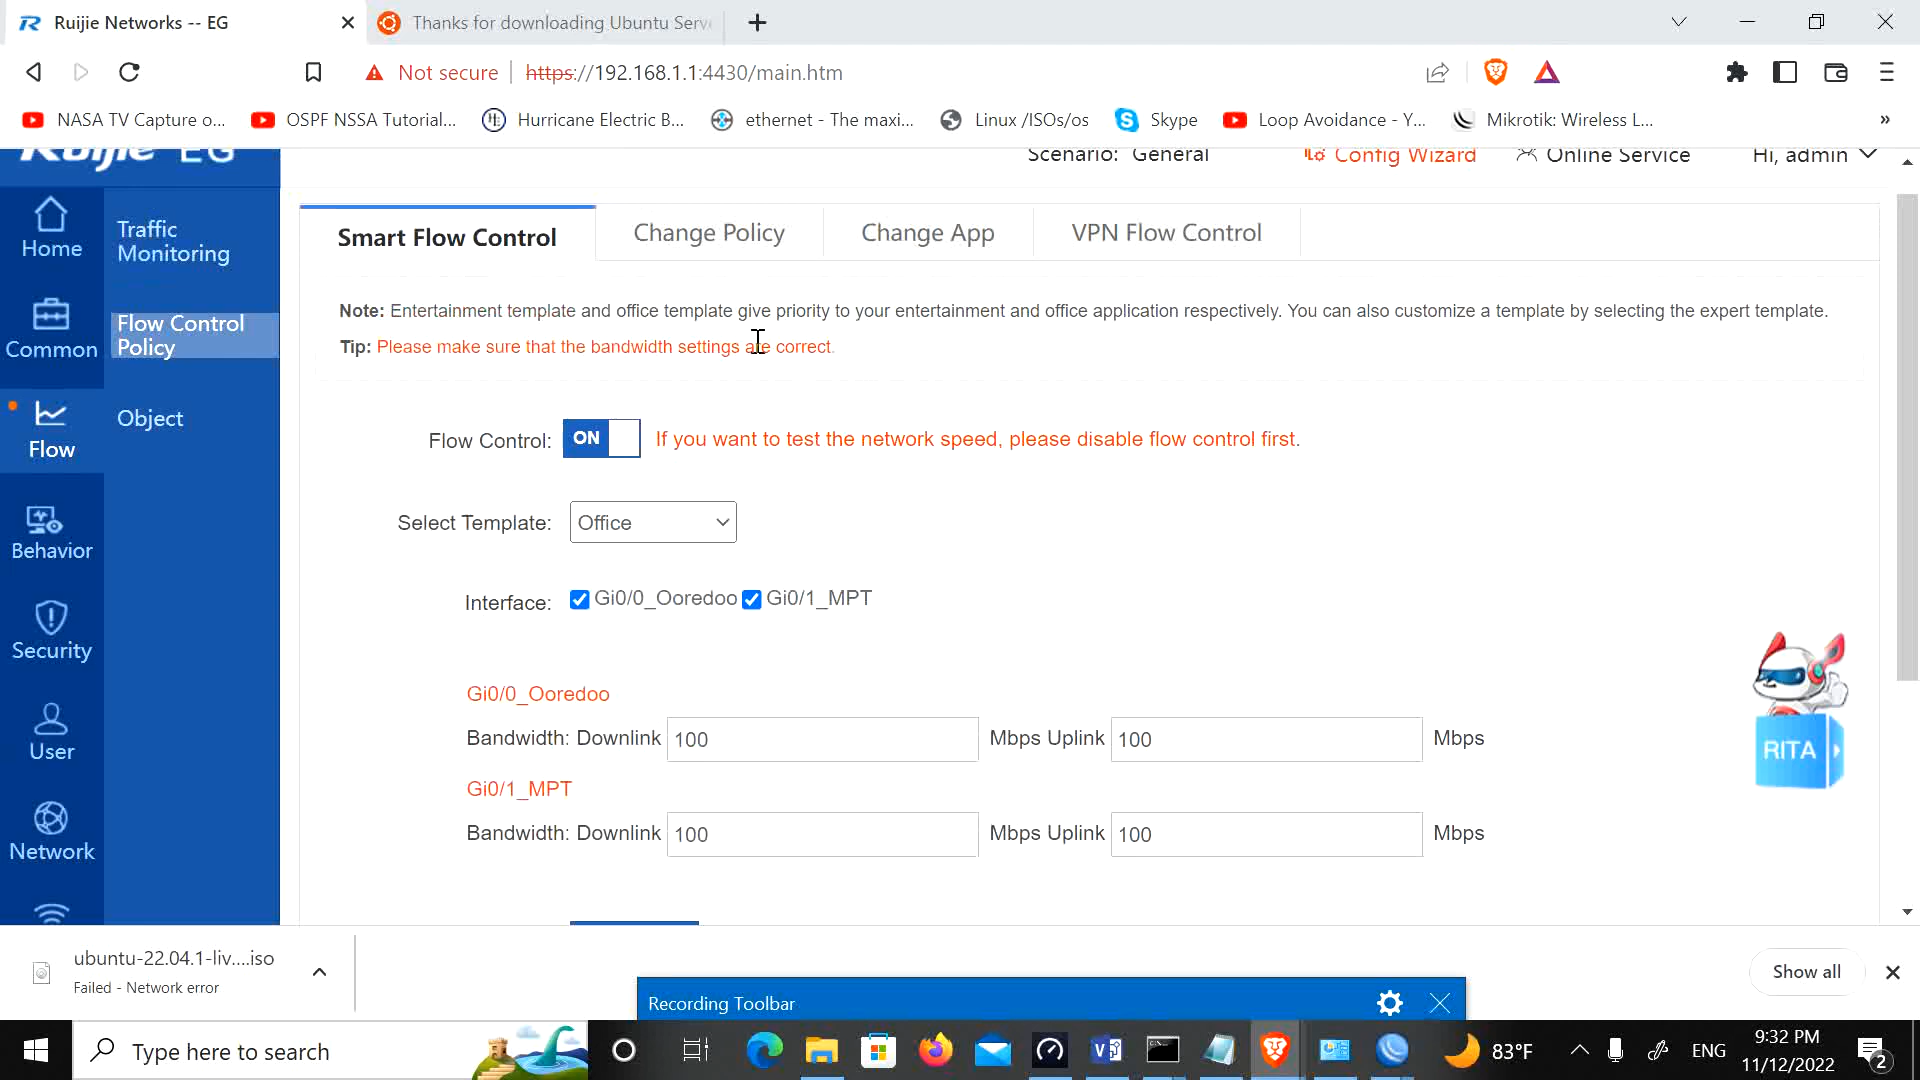 Ruijie Networks -- EG
Thanks for downloading Ubuntu Serv
Not secure
https://192.168.1.1:4430/main.htm
NASA TV Capture o...
OSPF NSSA Tutorial...
Hurricane Electric B...
ethernet - The maxi...
Linux /ISOs/os
Skype
Loop Avoidance - Y...
Mikrotik: Wireless L...
»
Ruijie EG
Scenario: General
Config Wizard
Online Service
Hi, admin
Home
Common
Flow
Behavior
Security
User
Network
Traffic
Monitoring
Flow Control
Policy
Object
Smart Flow Control
Change Policy
Change App
VPN Flow Control
Note: Entertainment template and office template give priority to your entertainment and office application respectively. You can also customize a template by selecting the expert template.
Tip: Please make sure that the bandwidth settings are correct.
Flow Control: ON If you want to test the network speed, please disable flow control first.
Select Template: Office
Interface: Gi0/0_Ooredoo Gi0/1_MPT
Gi0/0_Ooredoo
Bandwidth: Downlink 100 Mbps Uplink 100 Mbps
Gi0/1_MPT
Bandwidth: Downlink 100 Mbps Uplink 100 Mbps
RITA
ubuntu-22.04.1-liv....iso
Failed - Network error
Show all
Recording Toolbar
Type here to search
83°F
ENG
9:32 PM
11/12/2022
2